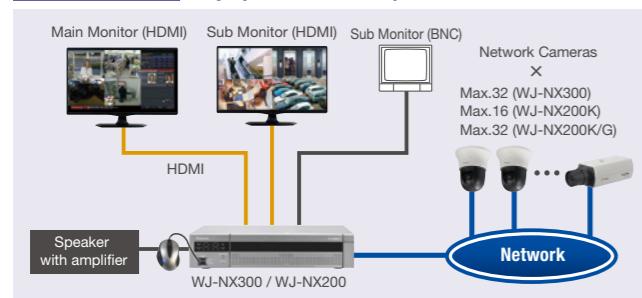 Main Monitor (HDMI)
Sub Monitor (HDMI)
Sub Monitor (BNC)
Network Cameras
×
Max.32 (WJ-NX300)
Max.16 (WJ-NX200K)
Max.32 (WJ-NX200K/G)
HDMI
Speaker
with amplifier
Network
WJ-NX300 / WJ-NX200